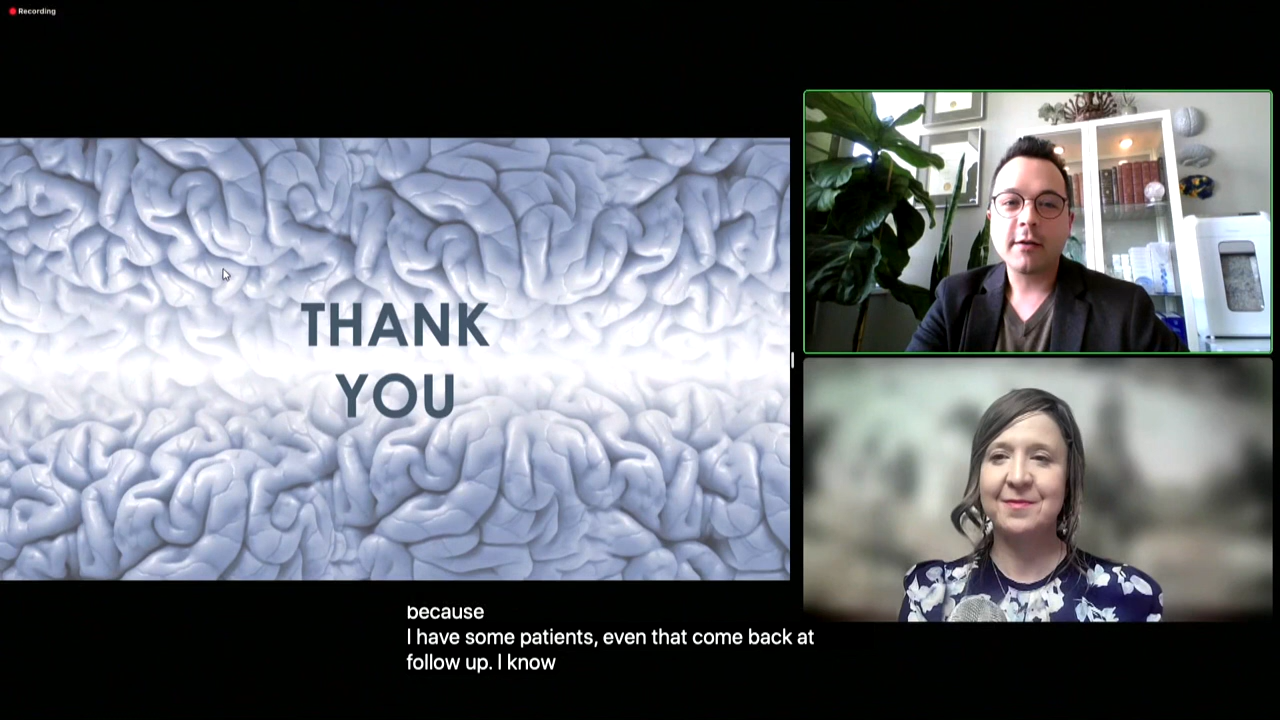 Recording
THANK
YOU
because
I have some patients, even that come back at
follow up. I know